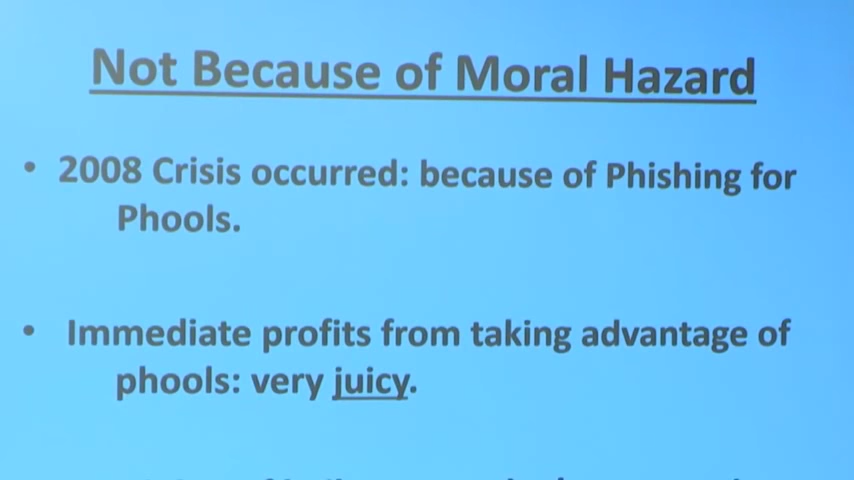 Not Because of Moral Hazard
• 2008 Crisis occurred: because of Phishing for
Phools.
• Immediate profits from taking advantage of
phools: very juicy.